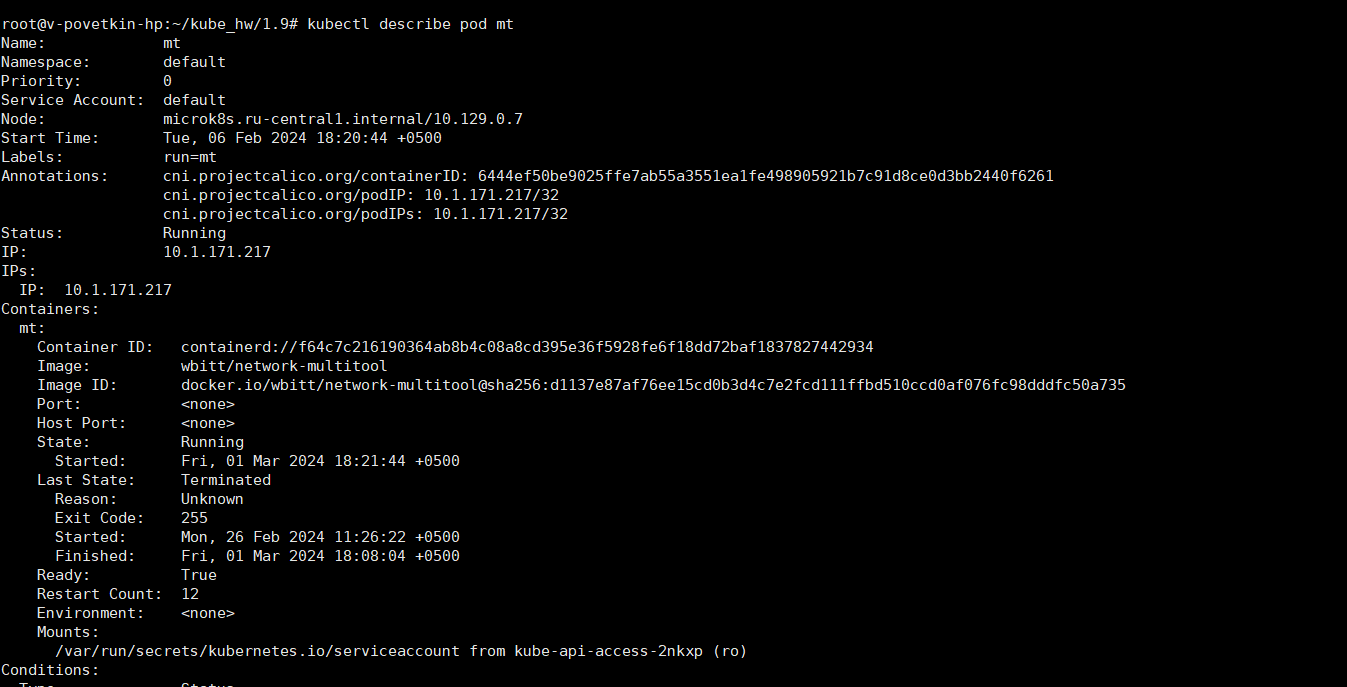 root@v-povetkin-hp:~/kube_hw/1.9# kubectl describe pod mt
Name:             mt
Namespace:        default
Priority:         0
Service Account:  default
Node:             microk8s.ru-central1.internal/10.129.0.7
Start Time:       Tue, 06 Feb 2024 18:20:44 +0500
Labels:           run=mt
Annotations:      cni.projectcalico.org/containerID: 6444ef50be9025ffe7ab55a3551ea1fe498905921b7c91d8ce0d3bb2440f6261
                  cni.projectcalico.org/podIP: 10.1.171.217/32
                  cni.projectcalico.org/podIPs: 10.1.171.217/32
Status:           Running
IP:               10.1.171.217
IPs:
  IP:  10.1.171.217
Containers:
  mt:
    Container ID:   containerd://f64c7c216190364ab8b4c08a8cd395e36f5928fe6f18dd72baf1837827442934
    Image:          wbitt/network-multitool
    Image ID:       docker.io/wbitt/network-multitool@sha256:d1137e87af76ee15cd0b3d4c7e2fcd111ffbd510ccd0af076fc98dddfc50a735
    Port:           <none>
    Host Port:      <none>
    State:          Running
      Started:      Fri, 01 Mar 2024 18:21:44 +0500
    Last State:     Terminated
      Reason:       Unknown
      Exit Code:    255
      Started:      Mon, 26 Feb 2024 11:26:22 +0500
      Finished:     Fri, 01 Mar 2024 18:08:04 +0500
    Ready:          True
    Restart Count:  12
    Environment:    <none>
    Mounts:
      /var/run/secrets/kubernetes.io/serviceaccount from kube-api-access-2nkxp (ro)
Conditions:
  Type              Status